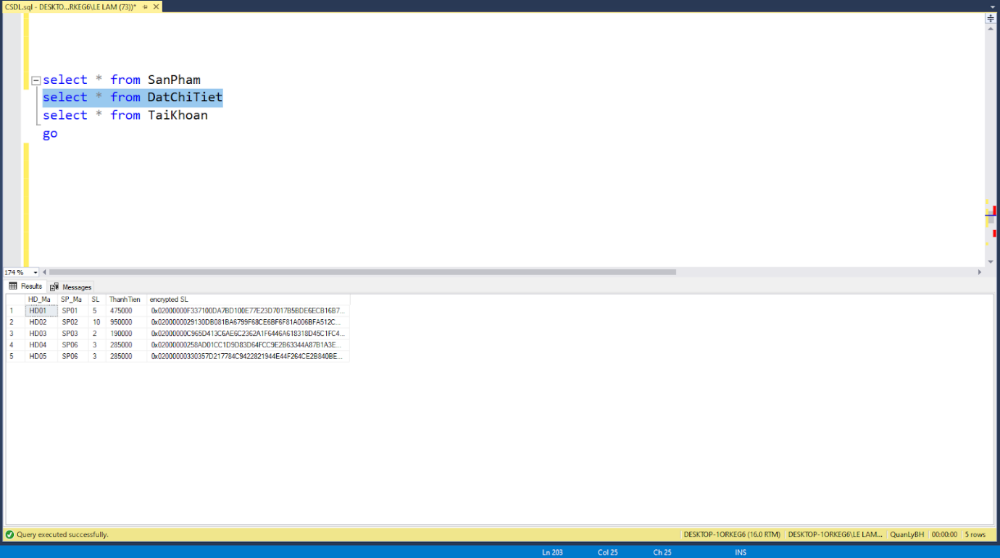 CSDL.sql - DESKTO...RKEG6\LE LAM (73))*
select * from SanPham
select * from DatChiTiet
select * from TaiKhoan
go
174 %
Results Messages
HD_Ma SP_Ma SL ThanhTien encrypted SL
1 HD01 SP01 5 475000 0x02000000F337100DA7BD100E77E23D7017B5BDE6ECB16B7...
2 HD02 SP02 10 950000 0x0200000029130DB081BA6799F68CE6BF6F81A006BFA512C...
3 HD03 SP03 2 190000 0x02000000C965D413C6AE6C2362A1F6446A618318D45C1FC4...
4 HD04 SP06 3 285000 0x02000000258AD01CC1D9D83D64FCC9E2B63344A87B1A3E...
5 HD05 SP06 3 285000 0x02000000330357D217784C9422821944E44F264CE2B840BE...
Query executed successfully. DESKTOP-1ORKEG6 (16.0 RTM) DESKTOP-1ORKEG6\LE LAM... QuanLyBH 00:00:00 5 rows
Ln 203 Col 25 Ch 25 INS